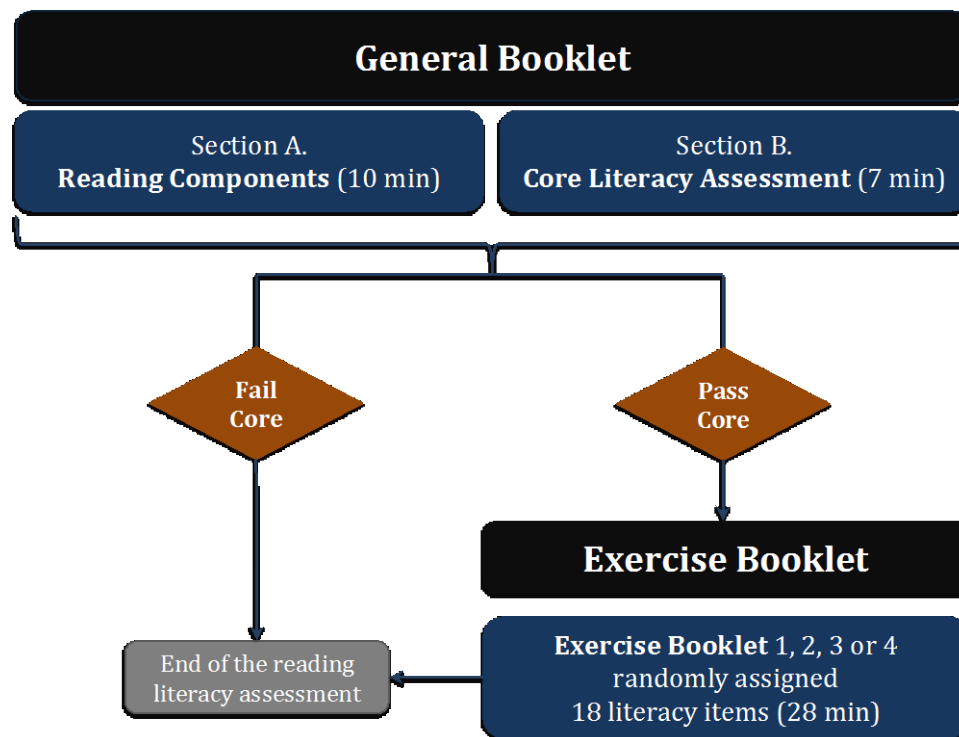 General Booklet
Section A.
Reading Components (10 min)
Section B.
Core Literacy Assessment (7 min)
Fail
Core
Pass
Core
Exercise Booklet
Exercise Booklet 1, 2, 3 or 4
randomly assigned
18 literacy items (28 min)
End of the reading
literacy assessment